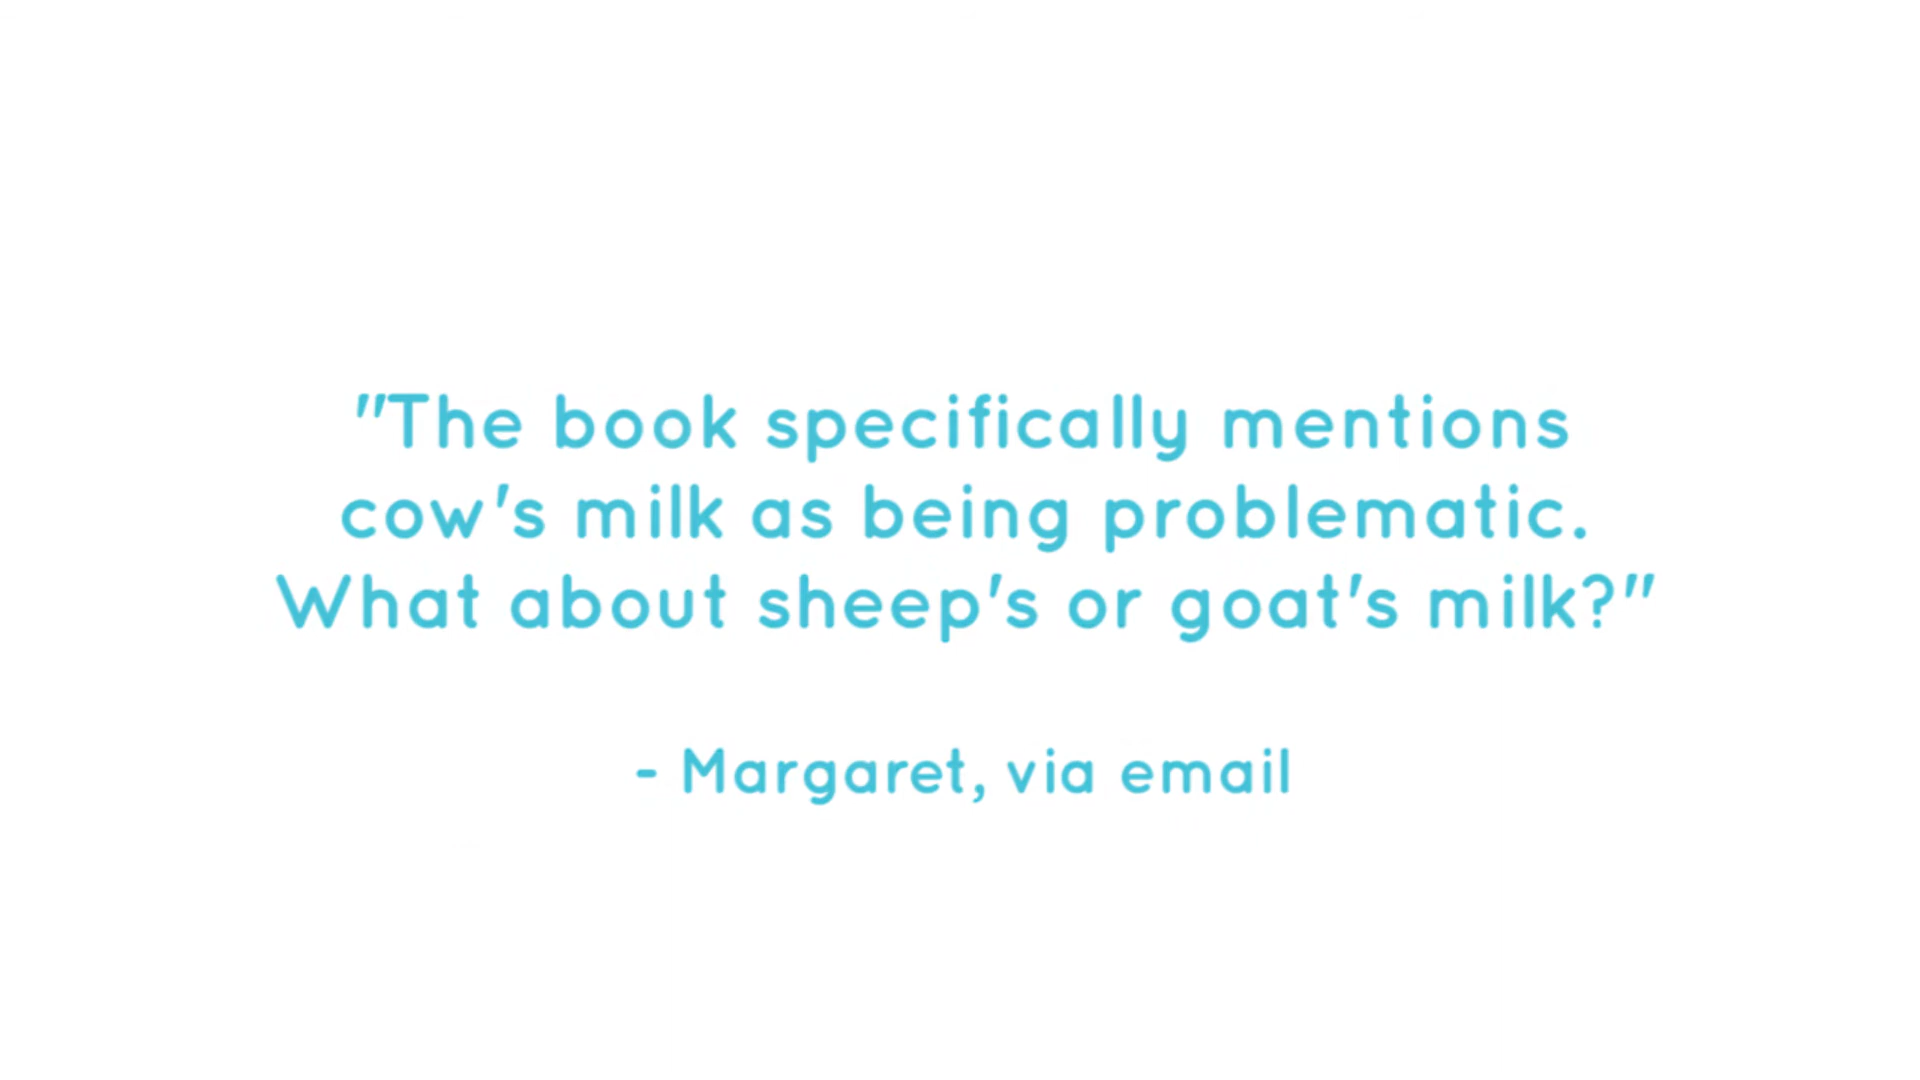 "The book specifically mentions
cow's milk as being problematic.
What about sheep's or goat's milk?"
- Margaret, via email